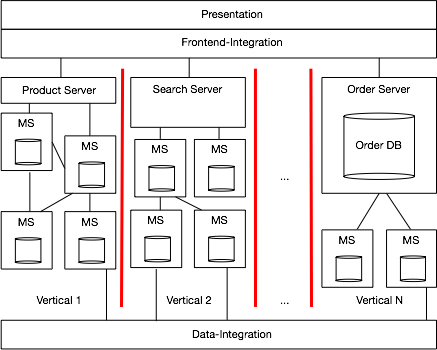 Presentation
Frontend-Integration
Product Server
Search Server
Order Server
MS
MS
MS
MS
Order DB
MS
MS
...
MS
MS
MS
MS
Vertical 1
Vertical 2
...
Vertical N
Data-Integration